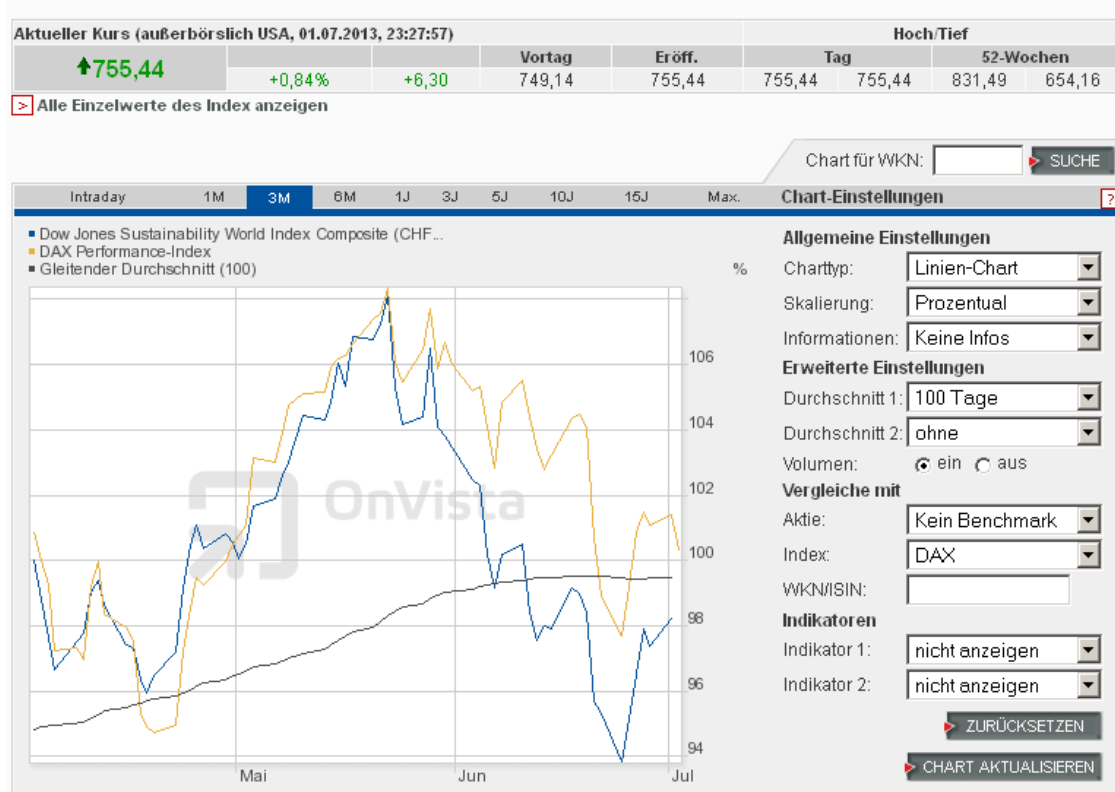 Aktueller Kurs (außerbörslich USA, 01.07.2013, 23:27:57) Hoch/Tief
Vortag Eröff. Tag 52-Wochen
755,44 +0,84% +6,30 749,14 755,44 755,44 755,44 831,49 654,16
> Alle Einzelwerte des Index anzeigen
Chart für WKN: SUCHE
Intraday 1M 3M 6M 1J 3J 5J 10J 15J Max. Chart-Einstellungen ?
Dow Jones Sustainability World Index Composite (CHF...
DAX Performance-Index
Gleitender Durchschnitt (100)
%
106
104
102
100
98
96
94
OnVista
Mai Jun Jul
Allgemeine Einstellungen
Charttyp: Linien-Chart
Skalierung: Prozentual
Informationen: Keine Infos
Erweiterte Einstellungen
Durchschnitt 1: 100 Tage
Durchschnitt 2: ohne
Volumen: ein aus
Vergleiche mit
Aktie: Kein Benchmark
Index: DAX
WKN/ISIN:
Indikatoren
Indikator 1: nicht anzeigen
Indikator 2: nicht anzeigen
ZURÜCKSETZEN
CHART AKTUALISIEREN